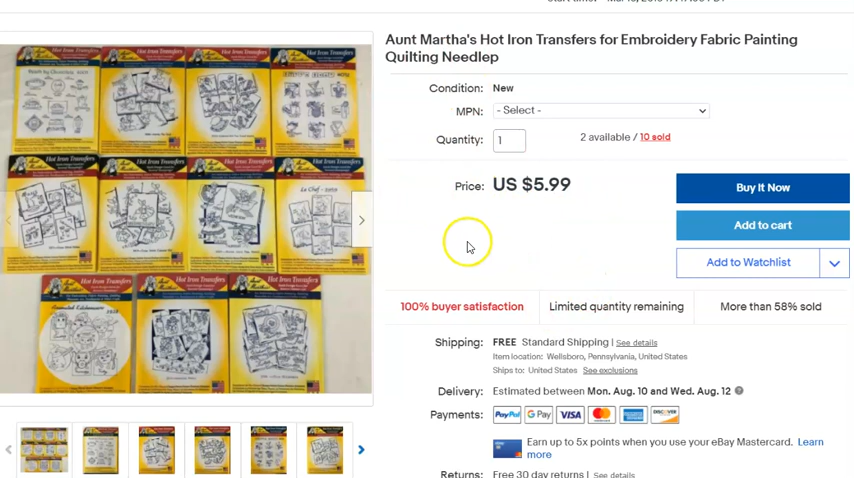 Aunt Martha's Hot Iron Transfers for Embroidery Fabric Painting
Quilting Needlep
Condition: New
MPN: - Select -
Quantity: 1 2 available / 10 sold
Price: US $5.99
Buy It Now
Add to cart
Add to Watchlist
100% buyer satisfaction
Limited quantity remaining
More than 58% sold
Shipping: FREE Standard Shipping | See details
Item location: Wellsboro, Pennsylvania, United States
Ships to: United States See exclusions
Delivery: Estimated between Mon. Aug. 10 and Wed. Aug. 12
Payments: PayPal G Pay VISA DISCOVER
Earn up to 5x points when you use your eBay Mastercard. Learn
more
Returns: Free 30 day returns | See details
Hot Iron Transfers
Hot Iron Transfers
Hot Iron Transfers
Hot Iron Transfers
Hot Iron Transfers
Hot Iron Transfers
Hot Iron Transfers
Le Chef
Hot Iron Transfers
Hot Iron Transfers
Hot Iron Transfers